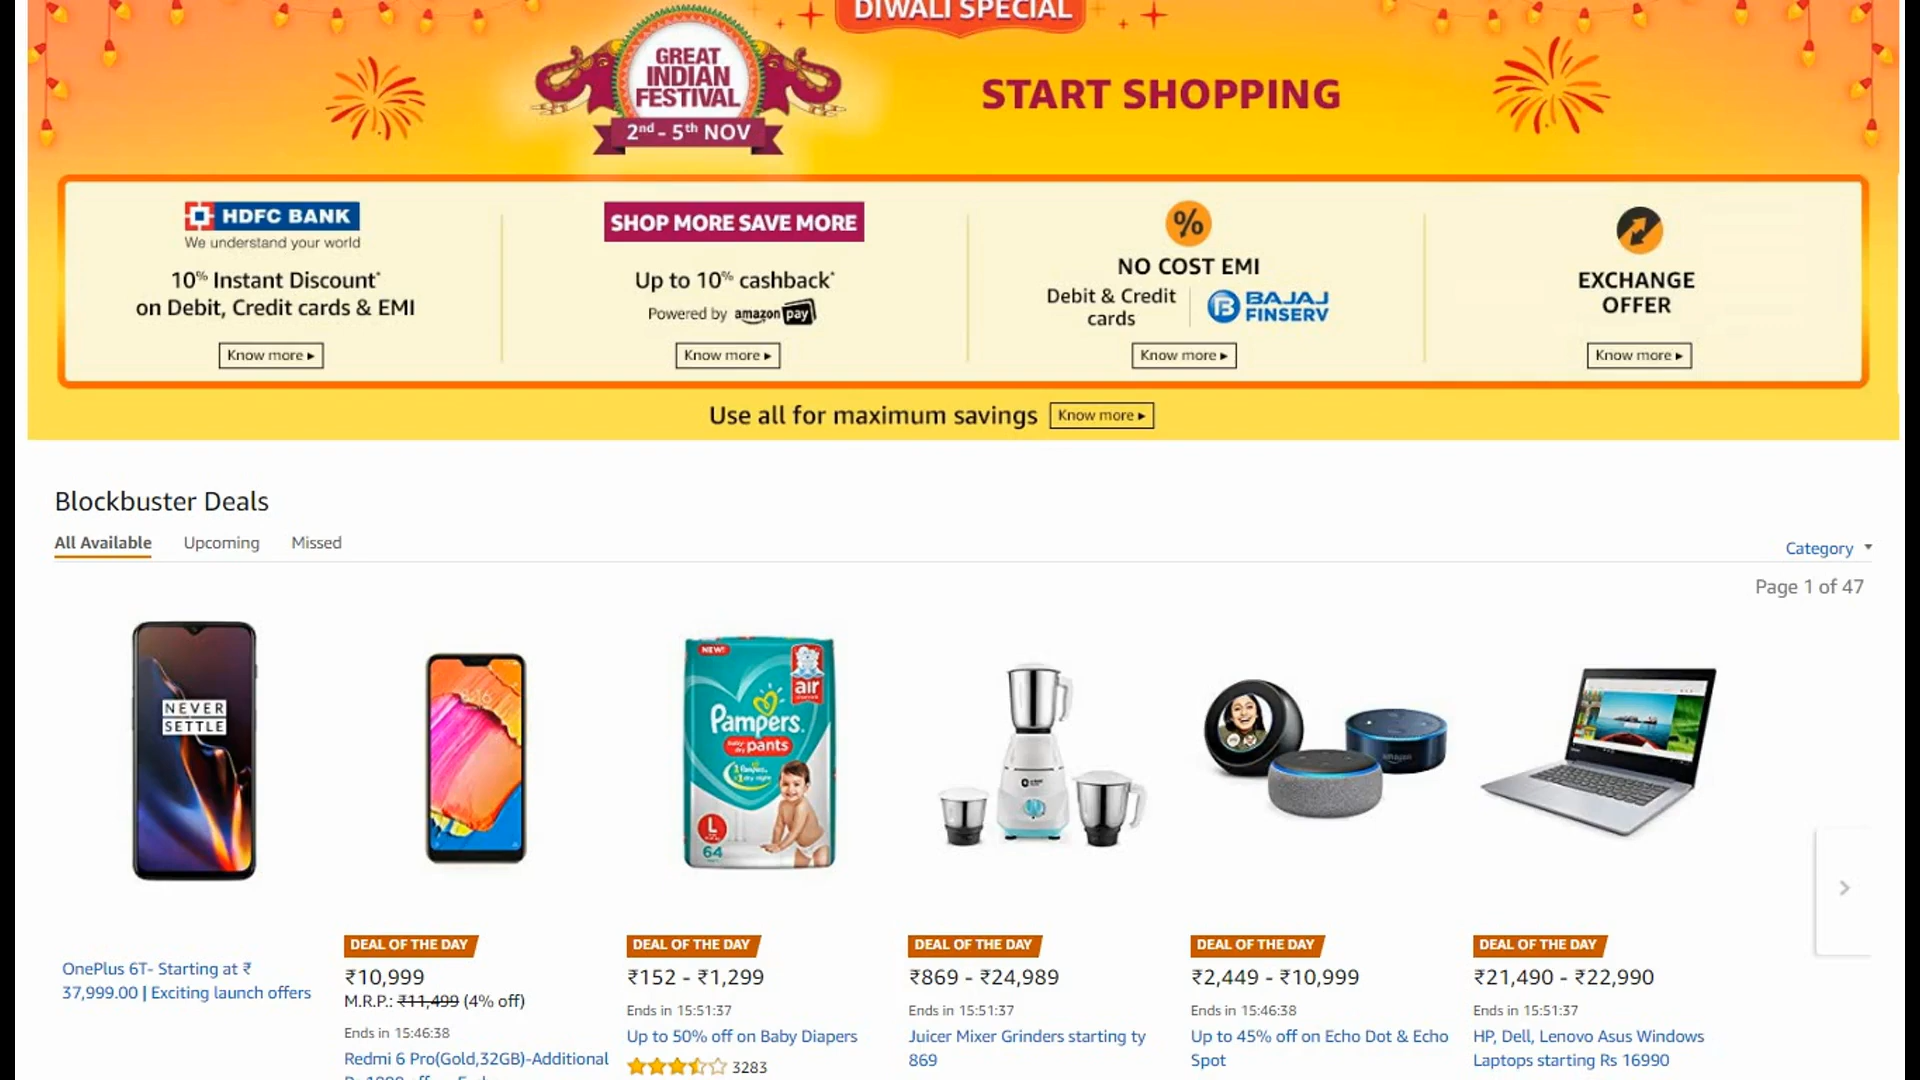 DIWALI SPECIAL
GREAT
INDIAN
FESTIVAL
2nd - 5th NOV
START SHOPPING
HDFC BANK
We understand your world
10% Instant Discount*
on Debit, Credit cards & EMI
Know more ▸
SHOP MORE SAVE MORE
Up to 10% cashback*
Powered by amazon pay
Know more ▸
%
NO COST EMI
Debit & Credit
cards
BAJAJ
FINSERV
Know more ▸
EXCHANGE
OFFER
Know more ▸
Use all for maximum savings Know more ▸
Blockbuster Deals
All Available Upcoming Missed
Category
Page 1 of 47
NEVER
SETTLE
8:16
NEW!
air
Pampers
baby dry pants
L
64
amazon
OnePlus 6T- Starting at ₹
37,999.00 | Exciting launch offers
DEAL OF THE DAY
₹10,999
M.R.P.: ₹11,499 (4% off)
Ends in 15:46:38
Redmi 6 Pro(Gold,32GB)-Additional
DEAL OF THE DAY
₹152 - ₹1,299
Ends in 15:51:37
Up to 50% off on Baby Diapers
3283
DEAL OF THE DAY
₹869 - ₹24,989
Ends in 15:51:37
Juicer Mixer Grinders starting ty
869
DEAL OF THE DAY
₹2,449 - ₹10,999
Ends in 15:46:38
Up to 45% off on Echo Dot & Echo
Spot
DEAL OF THE DAY
₹21,490 - ₹22,990
Ends in 15:51:37
HP, Dell, Lenovo Asus Windows
Laptops starting Rs 16990